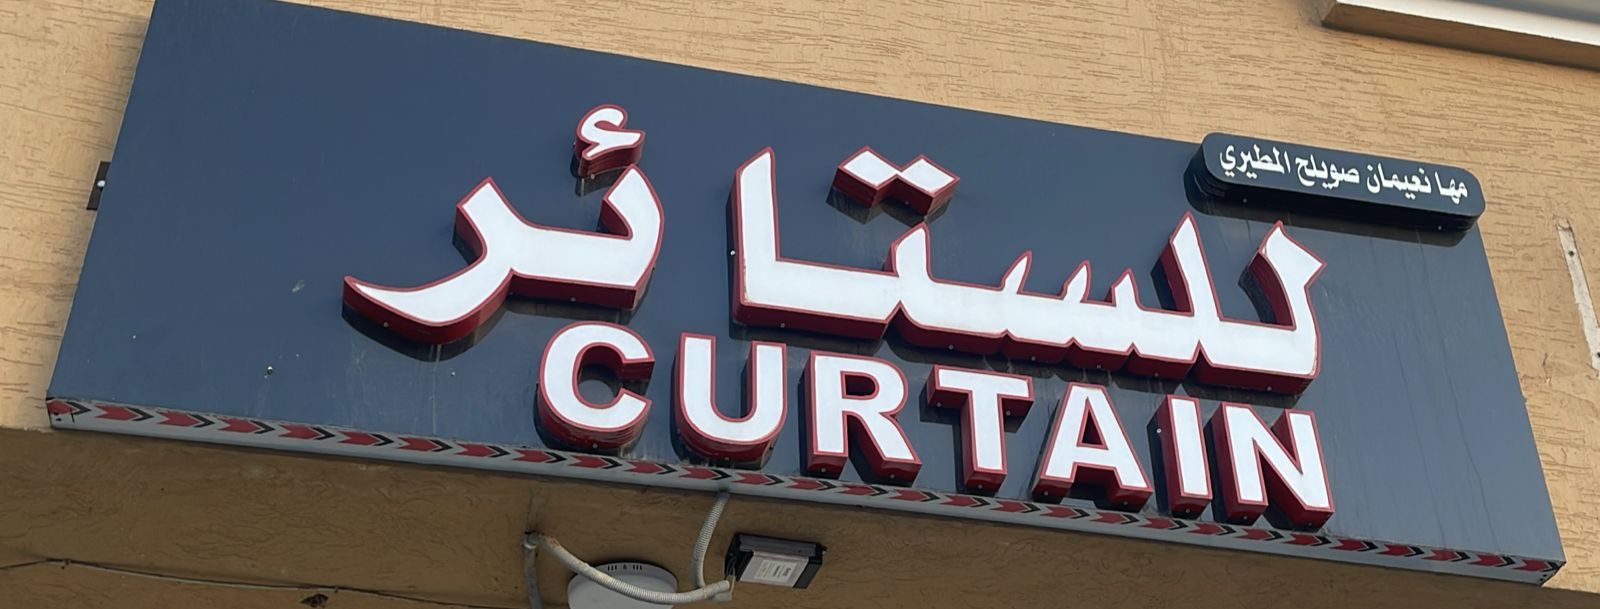 مها نعيمان صويلح المطيري
للستائر
CURTAIN